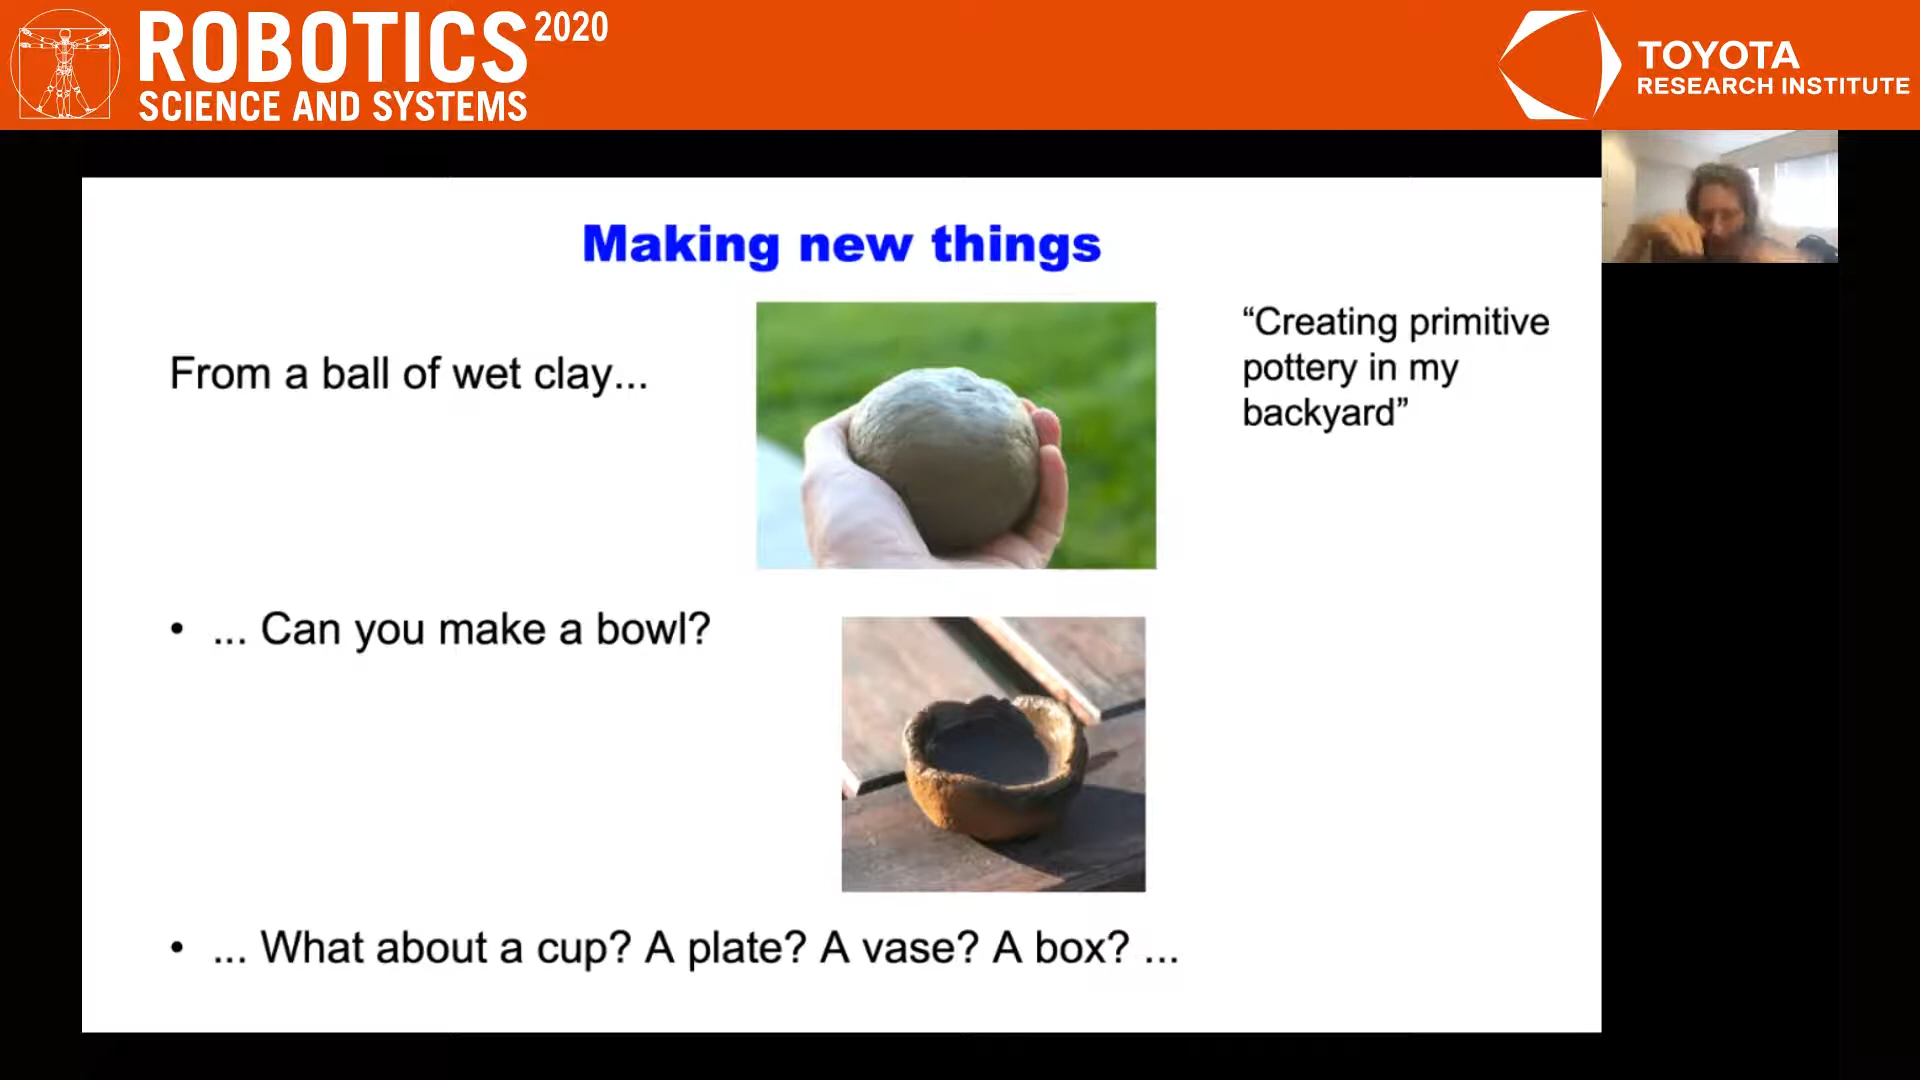 ROBOTICS 2020
SCIENCE AND SYSTEMS
TOYOTA
RESEARCH INSTITUTE
Making new things
From a ball of wet clay...
“Creating primitive
pottery in my
backyard”
• ... Can you make a bowl?
• ... What about a cup? A plate? A vase? A box? ...